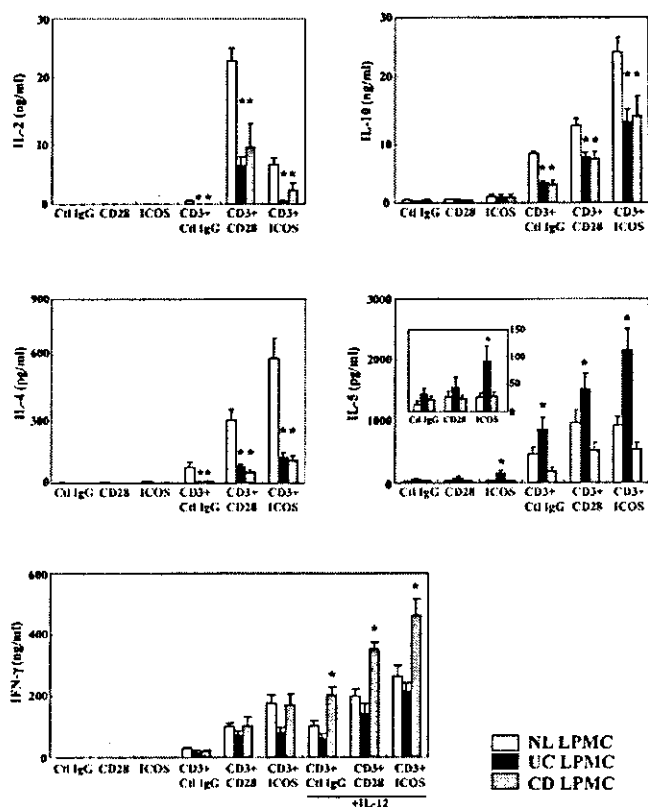 IL-2 (ng/ml)
30
20
10
0
* *
* *
* *
Ctl IgG CD28 ICOS CD3+ CD3+ CD3+
Ctl IgG CD28 ICOS
IL-10 (ng/ml)
30
20
10
0
* *
* *
* *
Ctl IgG CD28 ICOS CD3+ CD3+ CD3+
Ctl IgG CD28 ICOS
IL-4 (ng/ml)
900
600
300
0
* *
* *
* *
Ctl IgG CD28 ICOS CD3+ CD3+ CD3+
Ctl IgG CD28 ICOS
IL-5 (pg/ml)
3000
2000
1000
0
150
100
50
*
Ctl IgG CD28 ICOS
*
*
*
*
Ctl IgG CD28 ICOS CD3+ CD3+ CD3+
Ctl IgG CD28 ICOS
IFN-γ (ng/ml)
600
400
200
0
*
*
*
Ctl IgG CD28 ICOS CD3+ CD3+ CD3+ CD3+ CD3+ CD3+
Ctl IgG CD28 ICOS Ctl IgG CD28 ICOS
+IL-12
NL LPMC
UC LPMC
CD LPMC